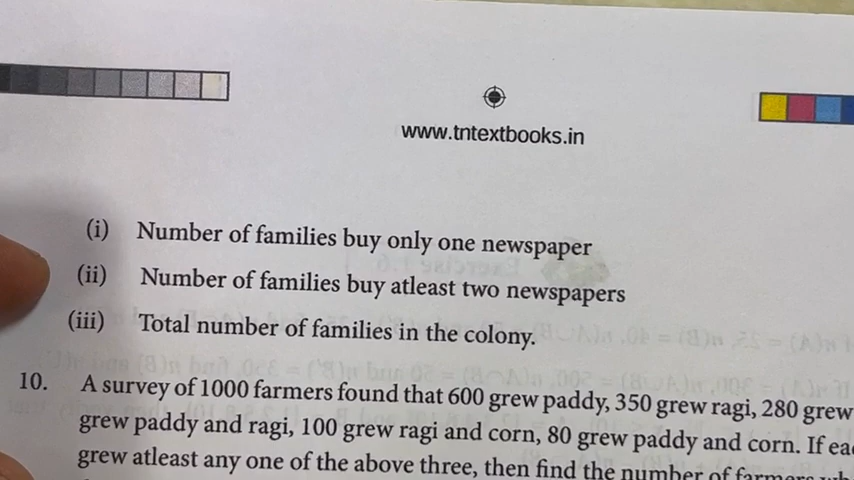 www.tntextbooks.in
(i) Number of families buy only one newspaper
(ii) Number of families buy atleast two newspapers
(iii) Total number of families in the colony.
10. A survey of 1000 farmers found that 600 grew paddy, 350 grew ragi, 280 grew
grew paddy and ragi, 100 grew ragi and corn, 80 grew paddy and corn. If
grew atleast any one of the above three, then find the number of farmers